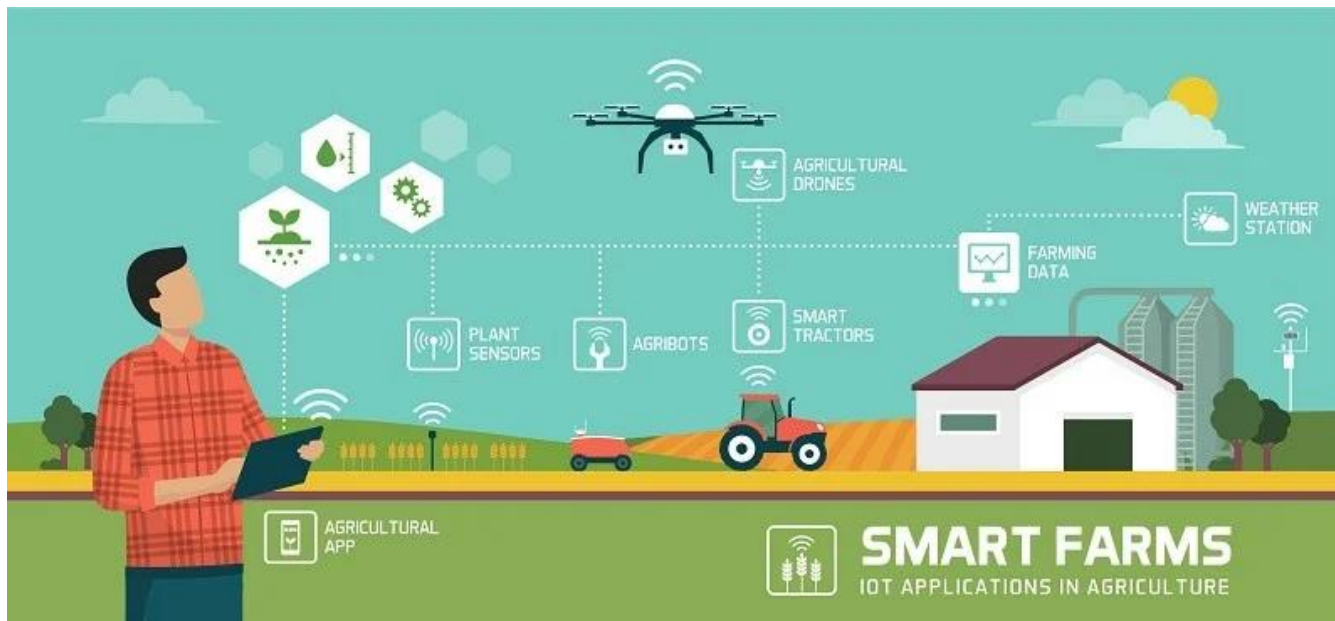 AGRICULTURAL
DRONES
WEATHER
STATION
FARMING
DATA
PLANT
SENSORS
AGRIBOTS
SMART
TRACTORS
AGRICULTURAL
APP
SMART FARMS
IOT APPLICATIONS IN AGRICULTURE